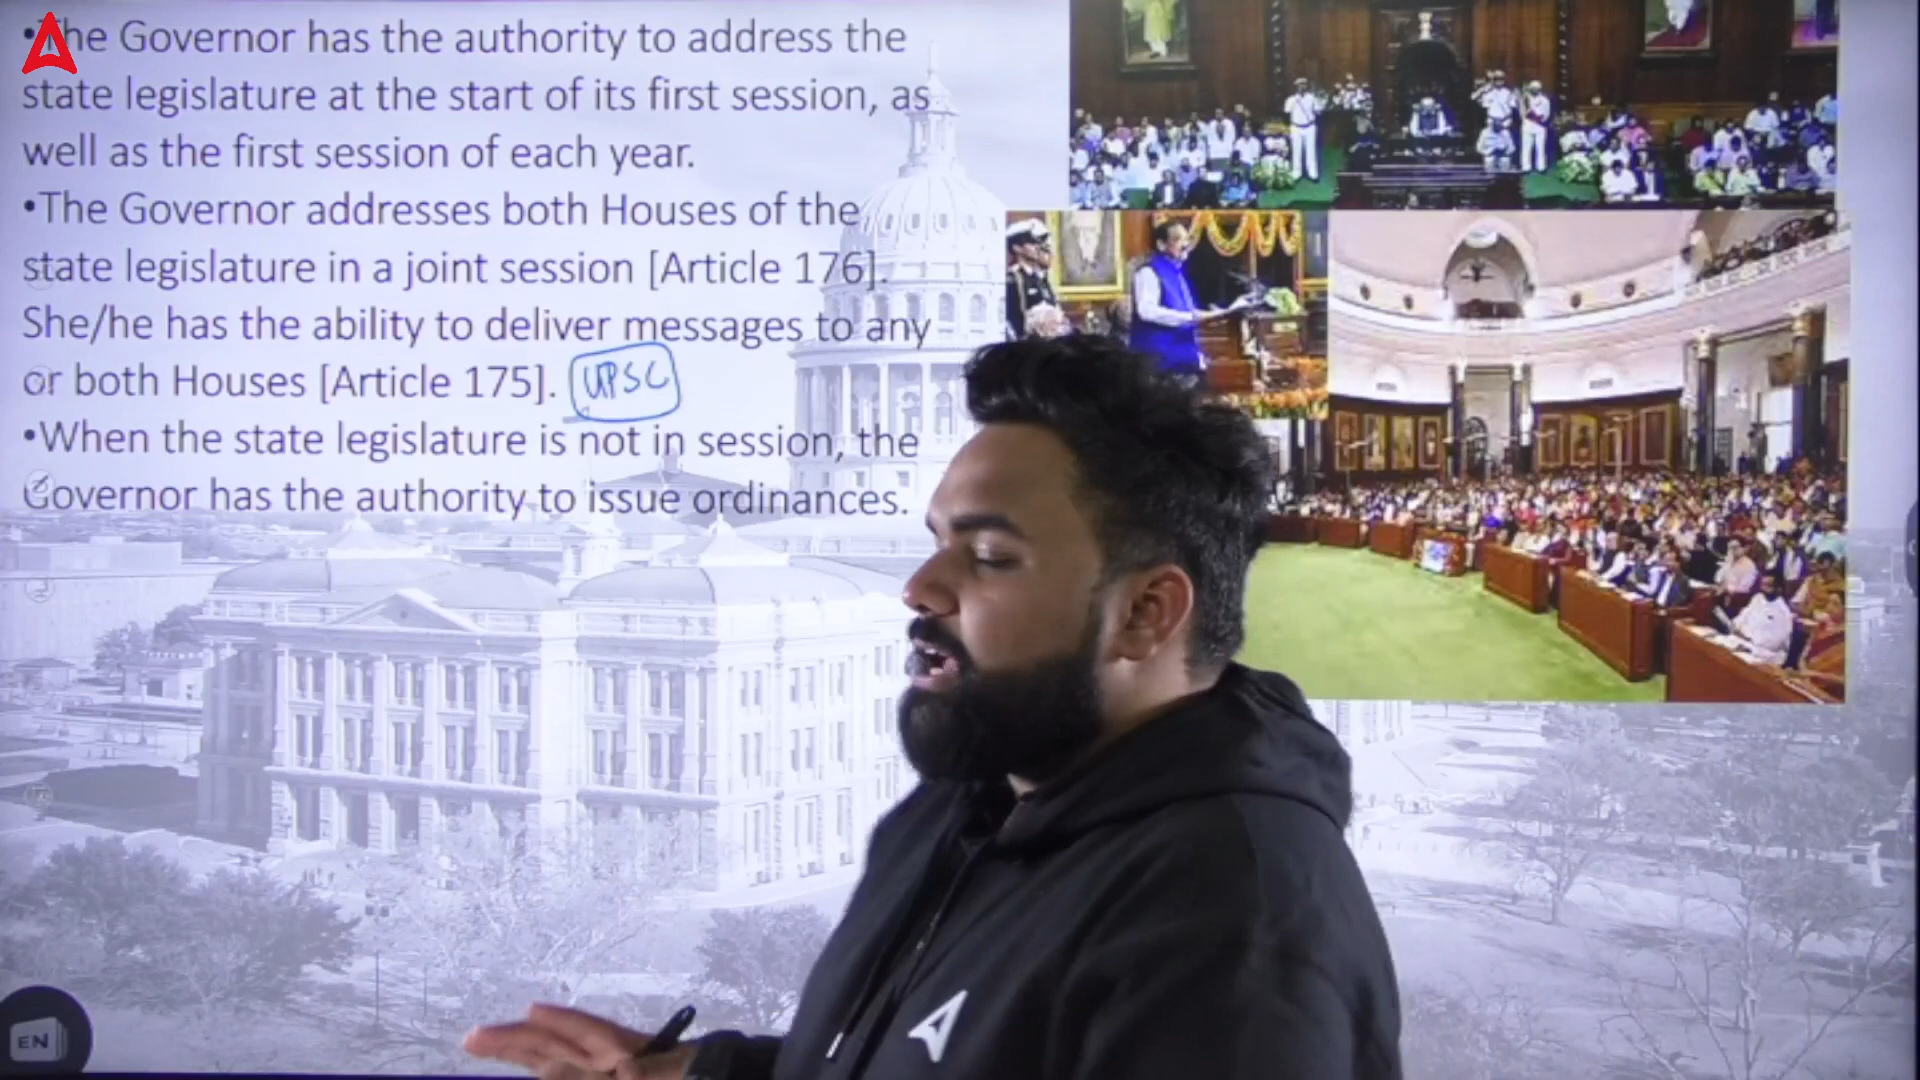 •The Governor has the authority to address the
state legislature at the start of its first session, as
well as the first session of each year.
•The Governor addresses both Houses of the
state legislature in a joint session [Article 176].
She/he has the ability to deliver messages to any
or both Houses [Article 175]. UPSC
•When the state legislature is not in session, the
Governor has the authority to issue ordinances.
EN